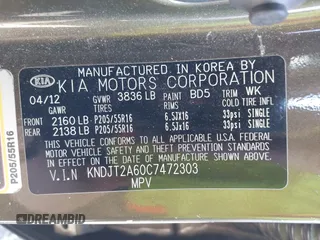 MANUFACTURED IN KOREA BY
KIA KIA MOTORS CORPORATION
04/12 GVWR 3836 LB PAINT BD5 TRIM WK
GAWR TIRES RIMS COLD TIRE INFLATION
FRONT 2160 LB P205/55R16 6.5Jx16 33psi SINGLE
REAR 2138 LB P205/55R16 6.5Jx16 33psi SINGLE
THIS VEHICLE CONFORMS TO ALL APPLICABLE U.S.A. FEDERAL
MOTOR VEHICLE SAFETY, BUMPER, AND THEFT PREVENTION
STANDARDS IN EFFECT ON THE DATE OF MANUFACTURE SHOWN
ABOVE.
V.I.N KNDJT2A60C7472303
MPV
P205/55R16
DREAMBID